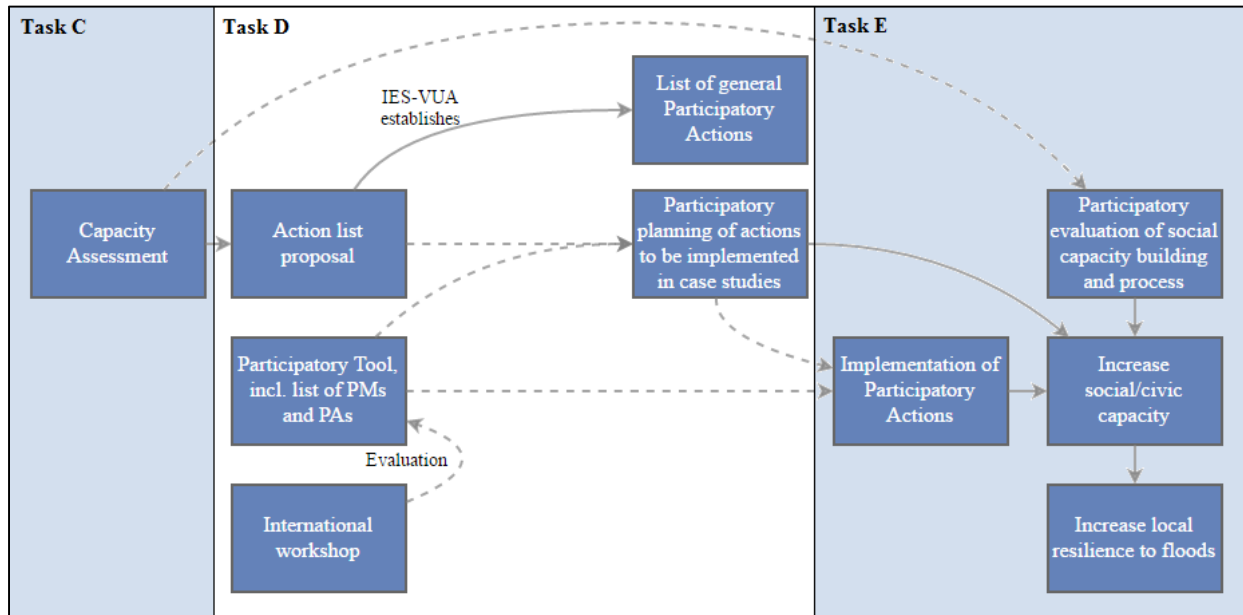 Task C
Task D
Task E
IES-VUA
establishes
List of general
Participatory
Actions
Capacity
Assessment
Action list
proposal
Participatory
planning of actions
to be implemented
in case studies
Participatory
evaluation of social
capacity building
and process
Participatory Tool,
incl. list of PMs
and PAs
Implementation of
Participatory
Actions
Increase
social/civic
capacity
Evaluation
International
workshop
Increase local
resilience to floods